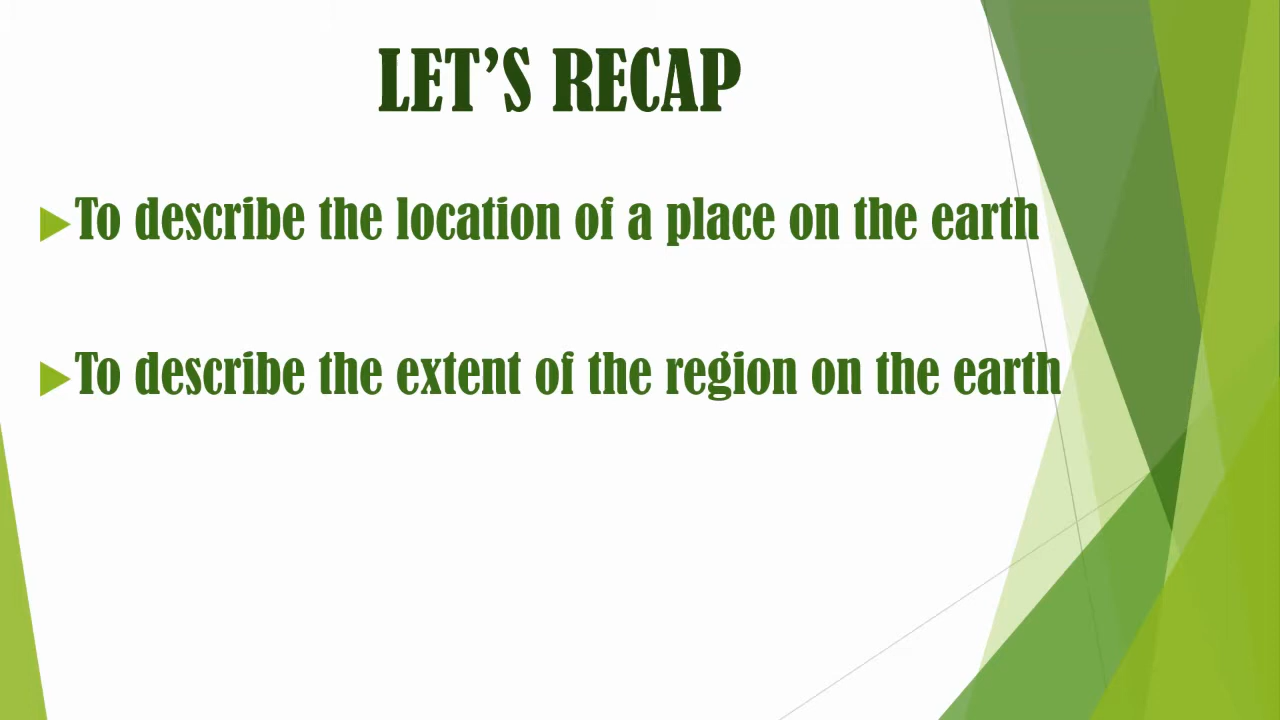 LET’S RECAP
To describe the location of a place on the earth
To describe the extent of the region on the earth